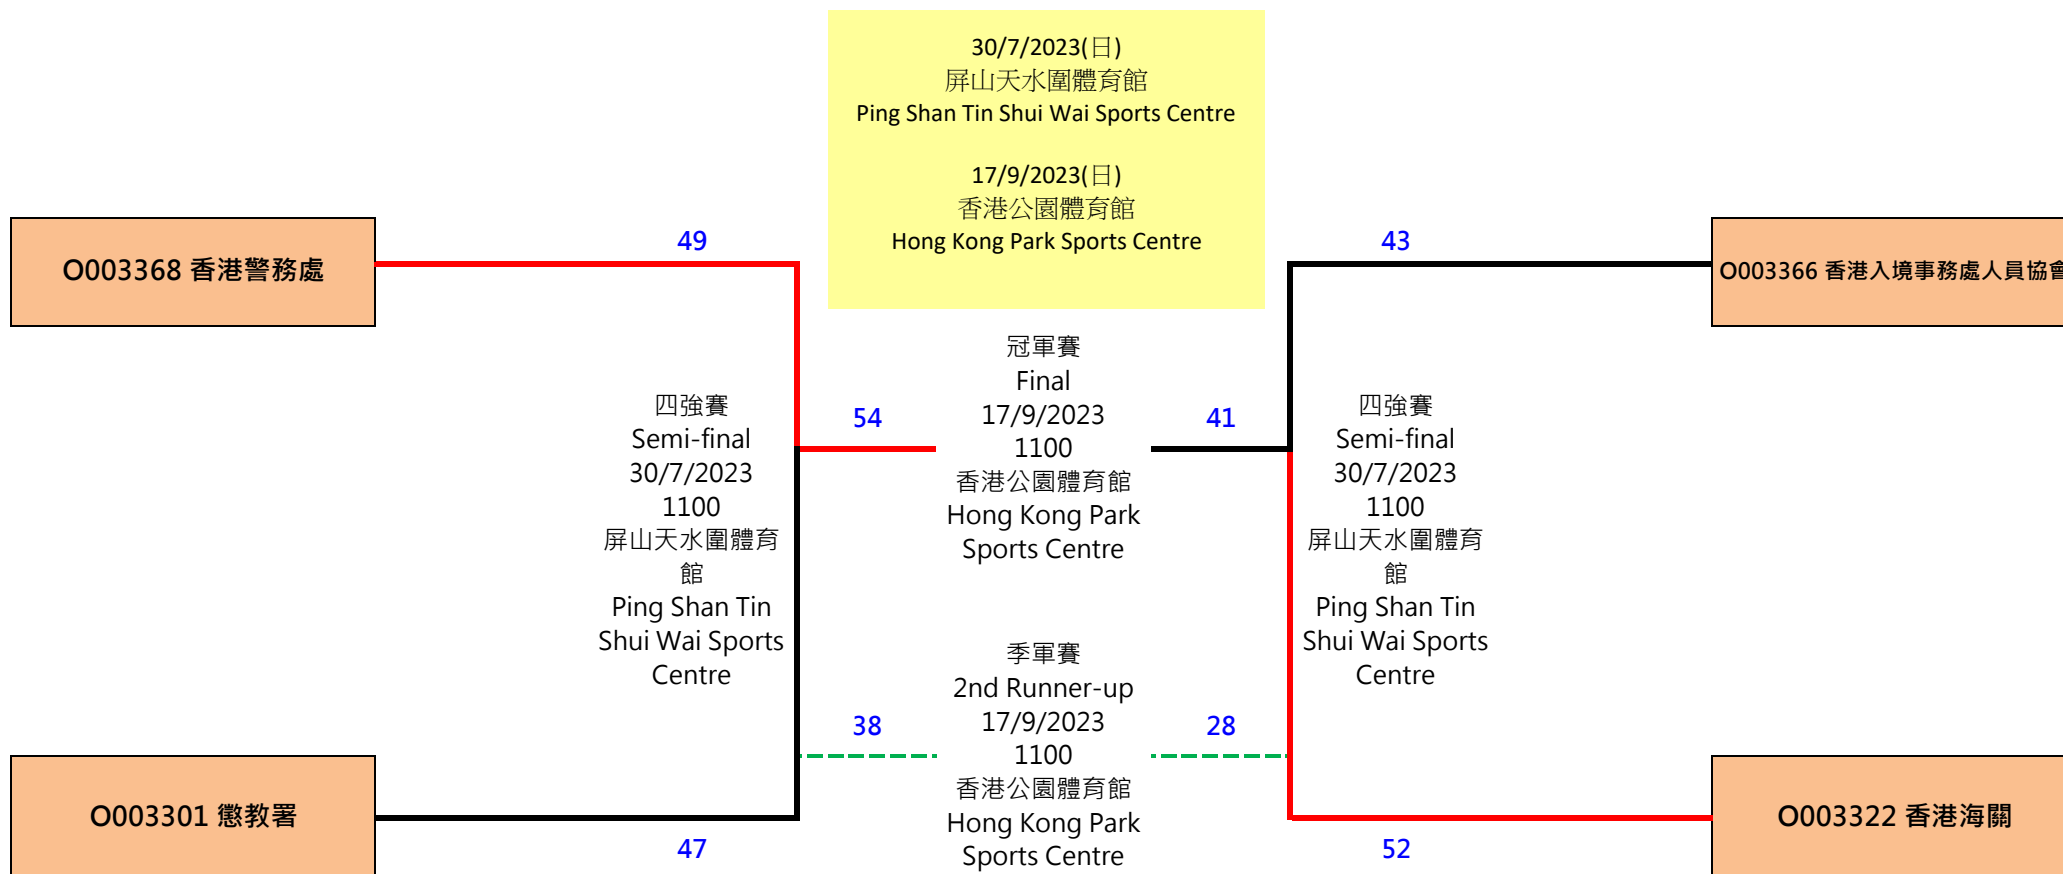 30/7/2023(日)
屏山天水圍體育館
Ping Shan Tin Shui Wai Sports Centre
17/9/2023(日)
香港公園體育館
Hong Kong Park Sports Centre
O003368 香港警務處
49
43
O003366 香港入境事務處人員協會
四強賽
Semi-final
30/7/2023
1100
屏山天水圍體育
館
Ping Shan Tin
Shui Wai Sports
Centre
54
冠軍賽
Final
17/9/2023
1100
香港公園體育館
Hong Kong Park
Sports Centre
41
四強賽
Semi-final
30/7/2023
1100
屏山天水圍體育
館
Ping Shan Tin
Shui Wai Sports
Centre
38
季軍賽
2nd Runner-up
17/9/2023
1100
香港公園體育館
Hong Kong Park
Sports Centre
28
O003301 懲教署
47
52
O003322 香港海關